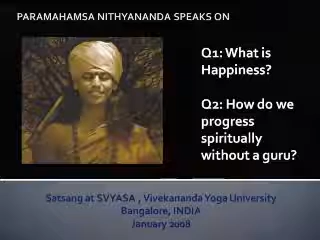 PARAMAHAMSA NITHYANANDA SPEAKS ON
Q1: What is
Happiness?
Q2: How do we
progress
spiritually
without a guru?
Satsang at SVYASA , Vivekananda Yoga University
Bangalore, INDIA
January 2008